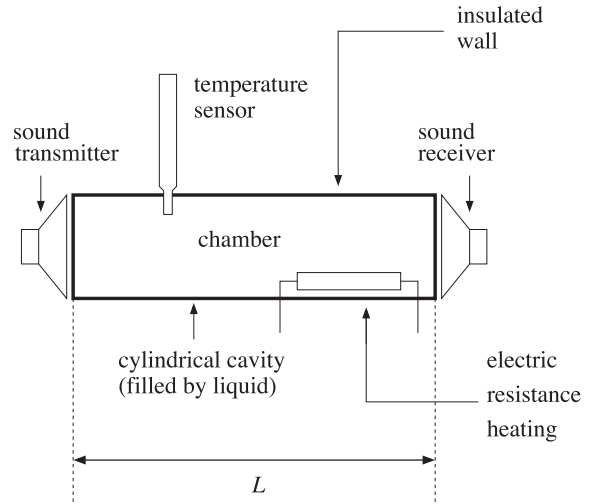 insulated
wall
temperature
sensor
sound
transmitter
sound
receiver
chamber
cylindrical cavity
(filled by liquid)
electric
resistance
heating
L